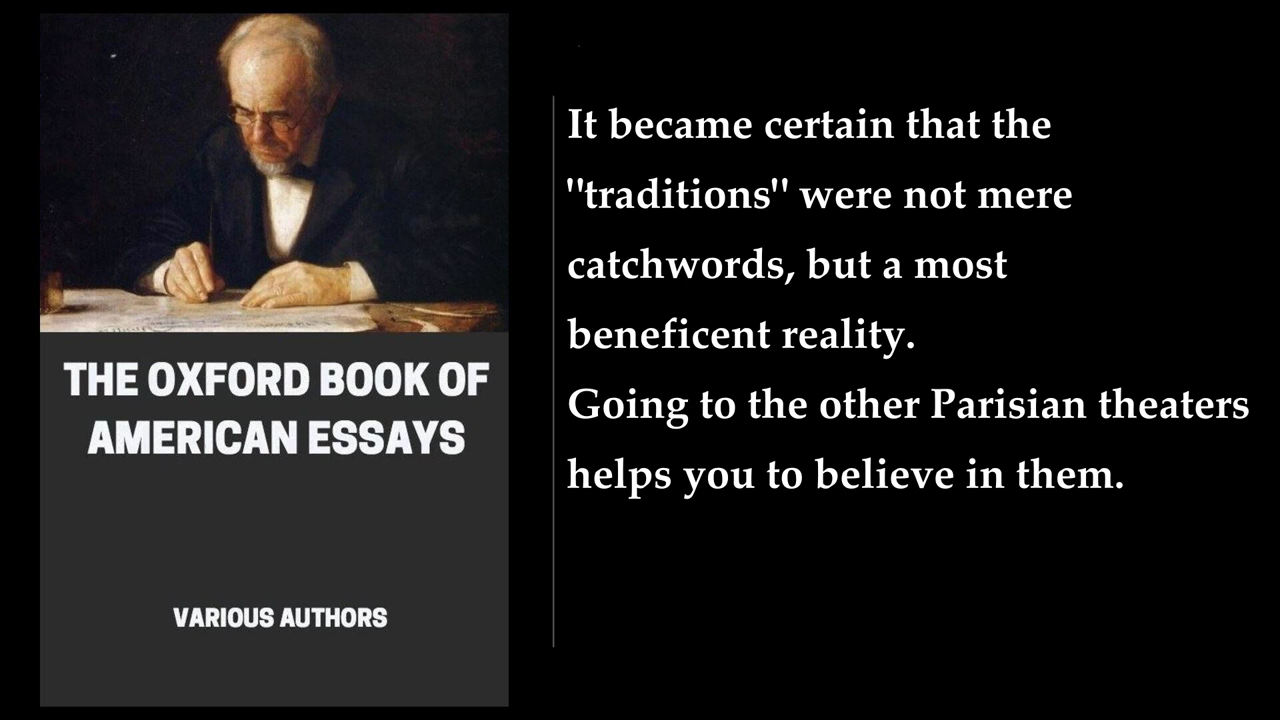 THE OXFORD BOOK OF
AMERICAN ESSAYS
VARIOUS AUTHORS
It became certain that the
"traditions" were not mere
catchwords, but a most
beneficent reality.
Going to the other Parisian theaters
helps you to believe in them.